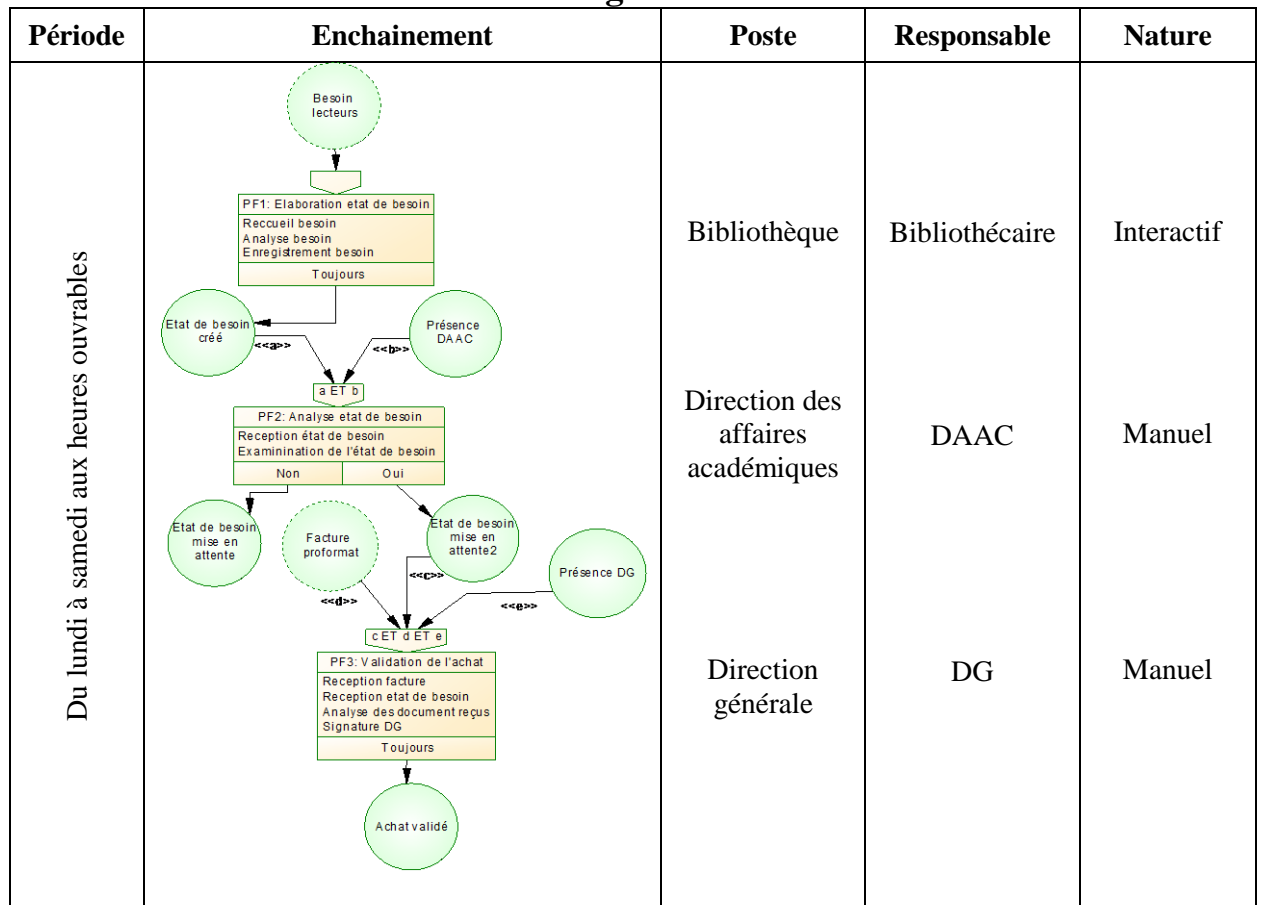 Période
Enchainement
Poste
Responsable
Nature
Du lundi à samedi aux heures ouvrables
Besoin
lecteurs
PF1: Elaboration etat de besoin
Reccueil besoin
Analyse besoin
Enregistrement besoin
Toujours
Bibliothèque
Bibliothécaire
Interactif
Etat de besoin
créé
<<a>>
Présence
DAAC
<<b>>
a ET b
PF2: Analyse etat de besoin
Reception état de besoin
Examinination de l'état de besoin
Non
Oui
Direction des
affaires
académiques
DAAC
Manuel
Etat de besoin
mise en
attente
Facture
proformat
Etat de besoin
mise en
attente2
Présence DG
<<d>>
<<c>>
<<e>>
c ET d ET e
PF3: Validation de l'achat
Reception facture
Reception etat de besoin
Analyse des document reçus
Signature DG
Toujours
Direction
générale
DG
Manuel
Achat validé